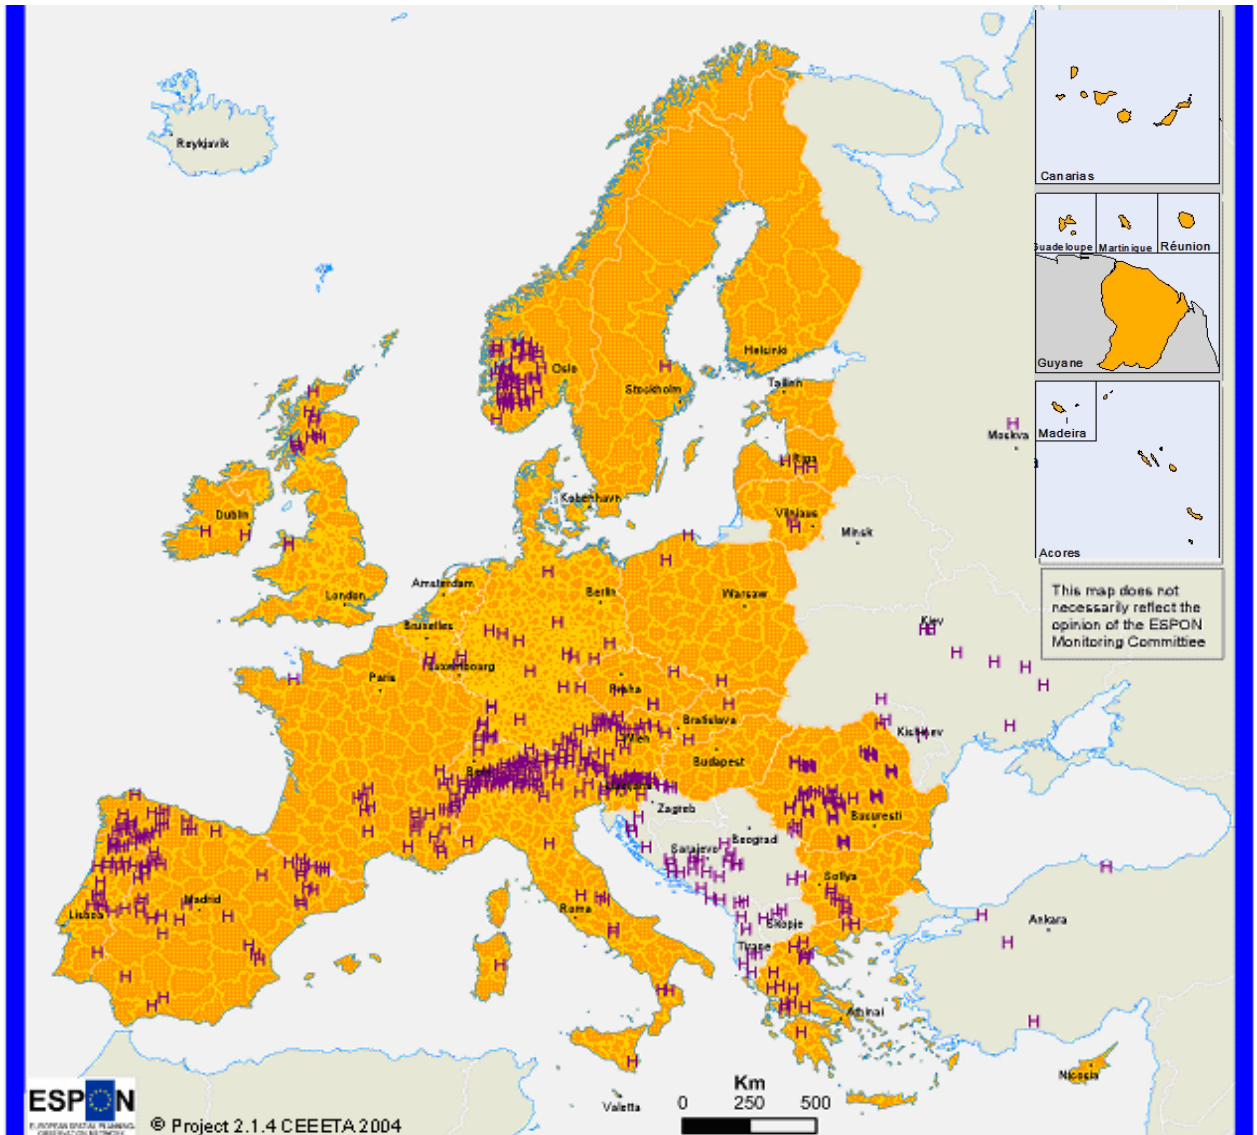 Reykjavik
Canarias
Guadeloupe
Martinique
Réunion
Guyane
Madeira
Acores
This map does not
necessarily reflect the
opinion of the ESPON
Monitoring Committiee
Oslo
Helsinki
Stockholm
Tallinn
Moskva
Riga
København
Vilnius
Dublin
Minsk
Amsterdam
London
Berlin
Warsaw
Bruxelles
Kiev
Luxembourg
Paris
Praha
Bratislava
Wien
Kishinev
Budapest
Bern
Ljubljana
Zagreb
Bucuresti
Beograd
Sarajevo
Sofiya
Madrid
Lisboa
Roma
Skopje
Ankara
Tirane
Athinai
Nicosia
Valetta
Km
0 250 500
ESPON
© Project 2.1.4 CEEETA 2004